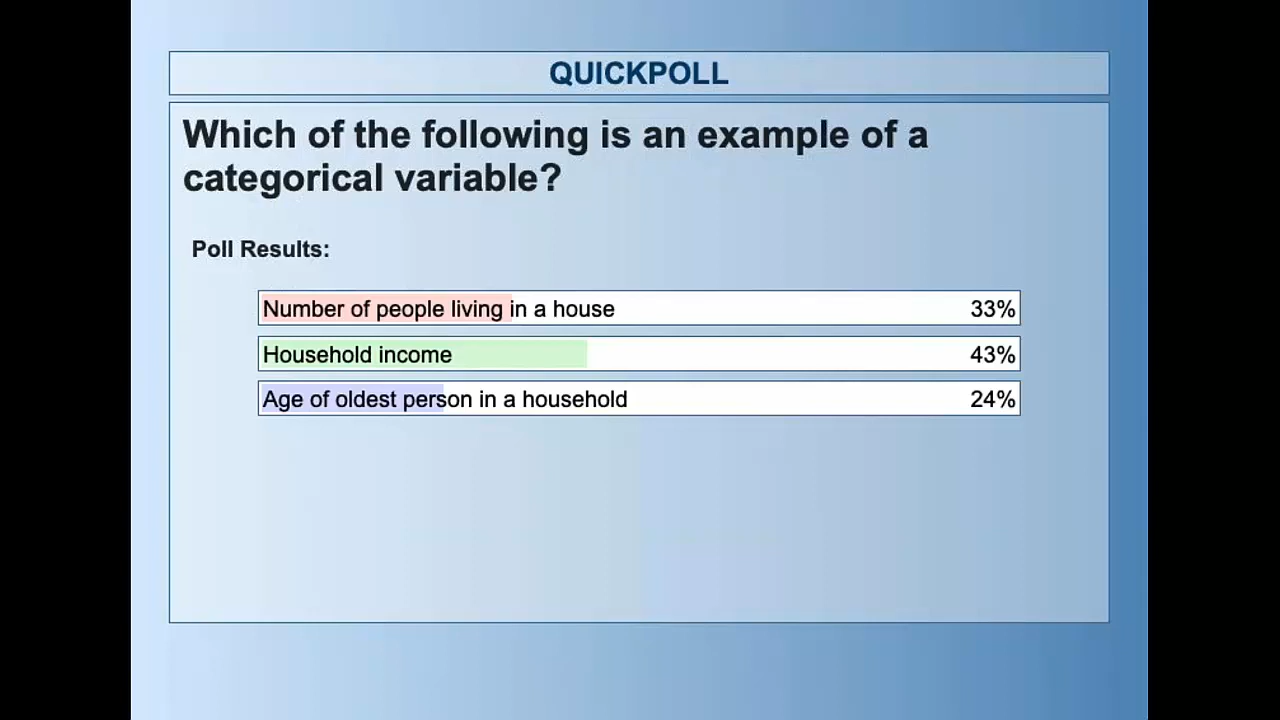 QUICKPOLL
Which of the following is an example of a
categorical variable?
Poll Results:
Number of people living in a house 33%
Household income 43%
Age of oldest person in a household 24%